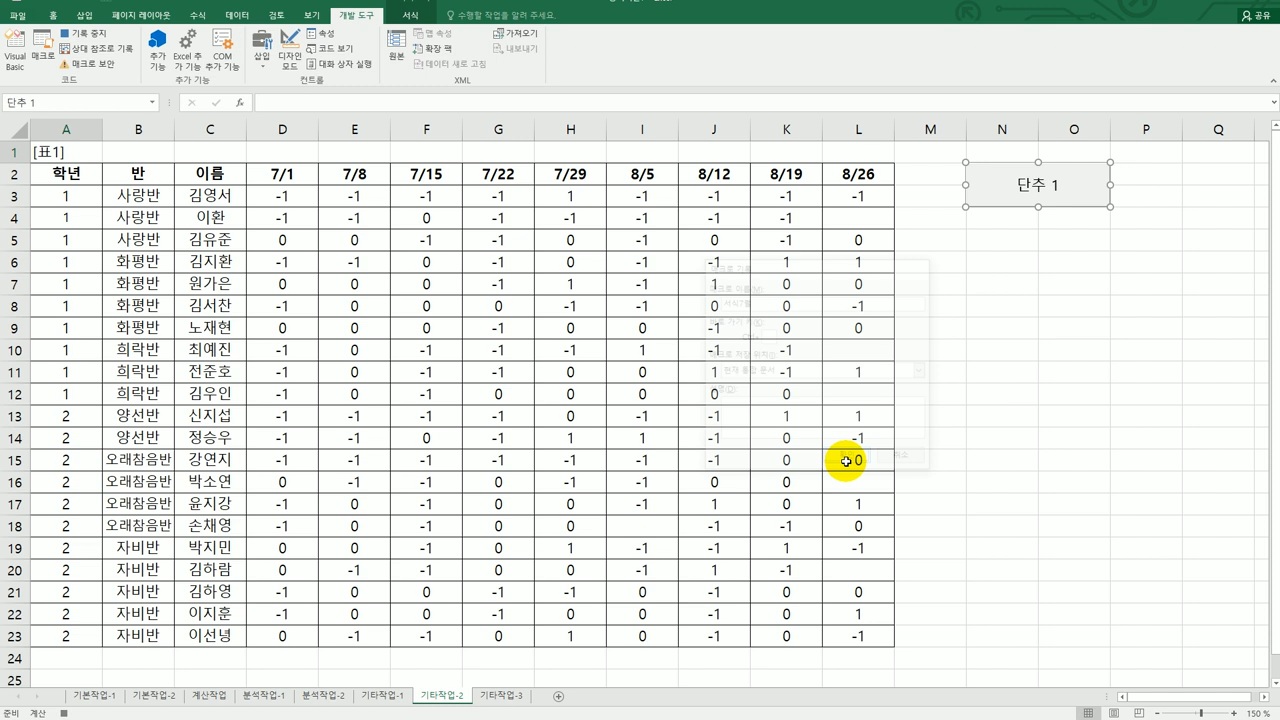 파일 홈 삽입 페이지 레이아웃 수식 데이터 검토 보기 개발 도구 서식 수행할 작업을 알려 주세요. 공유
Visual Basic
매크로
기록 중지
상대 참조로 기록
매크로 보안
코드
추가 기능
Excel 추가 기능
COM 추가 기능
추가 기능
삽입
디자인 모드
속성
코드 보기
대화 상자 실행
컨트롤
원본
맵 속성
확장 팩
데이터 새로 고침
가져오기
내보내기
XML
단추 1 fx
A B C D E F G H I J K L M N O P Q
1 [표1]
2 학년 반 이름 7/1 7/8 7/15 7/22 7/29 8/5 8/12 8/19 8/26
단추 1
3 1 사랑반 김영서 -1 -1 -1 -1 1 -1 -1 -1 -1
4 1 사랑반 이환 -1 -1 0 -1 -1 -1 -1 -1
5 1 사랑반 김유준 0 0 -1 -1 0 -1 0 -1 0
6 1 화평반 김지환 -1 -1 0 -1 0 -1 -1 1 1
7 1 화평반 원가은 0 0 0 -1 1 -1 1 0 0
8 1 화평반 김서찬 -1 0 0 0 -1 -1 0 0 -1
9 1 화평반 노재현 0 0 0 -1 0 0 -1 0 0
10 1 희락반 최예진 -1 0 -1 -1 -1 1 -1 -1
11 1 희락반 전준호 -1 0 -1 -1 0 0 1 -1 1
12 1 희락반 김우인 -1 0 -1 0 0 0 0 0
13 2 양선반 신지섭 -1 -1 -1 -1 0 -1 -1 1 1
14 2 양선반 정승우 -1 -1 0 -1 1 1 -1 0 -1
15 2 오래참음반 강연지 -1 -1 -1 -1 -1 -1 -1 0 0
16 2 오래참음반 박소연 0 -1 -1 0 -1 -1 0 0
17 2 오래참음반 윤지강 -1 0 -1 0 0 -1 1 0 1
18 2 오래참음반 손채영 -1 0 -1 0 0 -1 -1 0
19 2 자비반 박지민 0 0 -1 0 1 -1 -1 1 -1
20 2 자비반 김하람 0 -1 -1 0 0 -1 1 -1
21 2 자비반 김하영 -1 0 0 -1 -1 0 -1 0 0
22 2 자비반 이지훈 -1 0 0 -1 0 0 -1 0 1
23 2 자비반 이선녕 0 -1 -1 0 1 0 -1 0 -1
24
25
매크로 기록
매크로 이름(M):
현재 통합 문서
취소
기본작업-1 기본작업-2 계산작업 분석작업-1 분석작업-2 기타작업-1 기타작업-2 기타작업-3
준비 계산 150 %